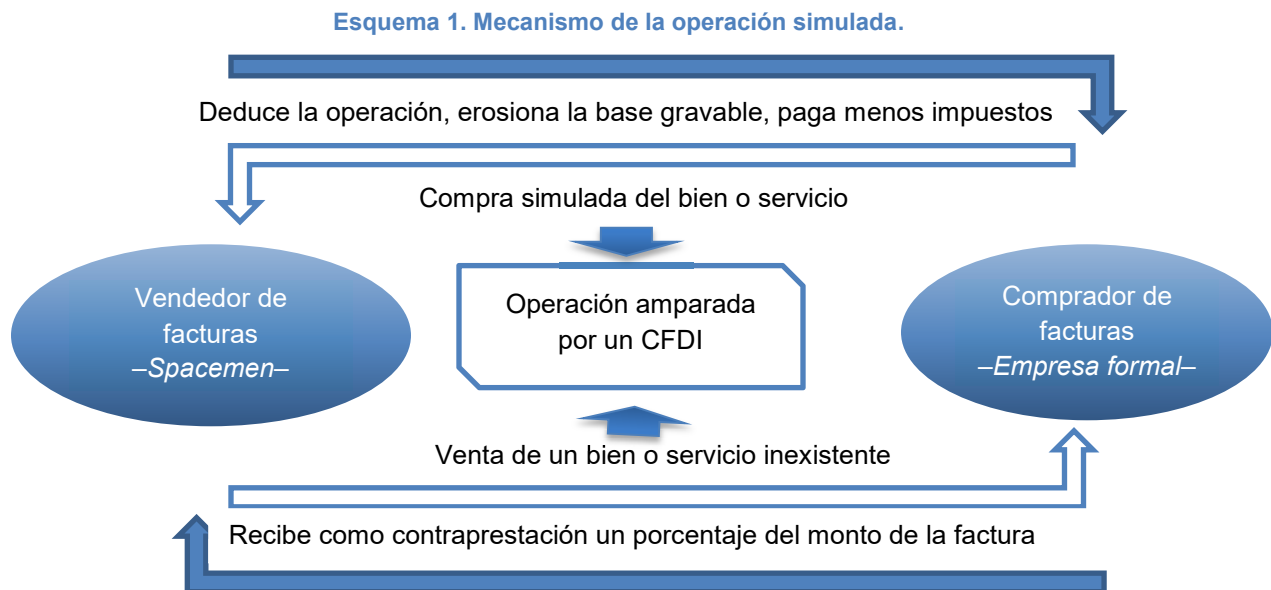 Esquema 1. Mecanismo de la operación simulada.
Deduce la operación, erosiona la base gravable, paga menos impuestos
Compra simulada del bien o servicio
Vendedor de
facturas
–Spacemen–
Operación amparada
por un CFDI
Comprador de
facturas
–Empresa formal–
Venta de un bien o servicio inexistente
Recibe como contraprestación un porcentaje del monto de la factura